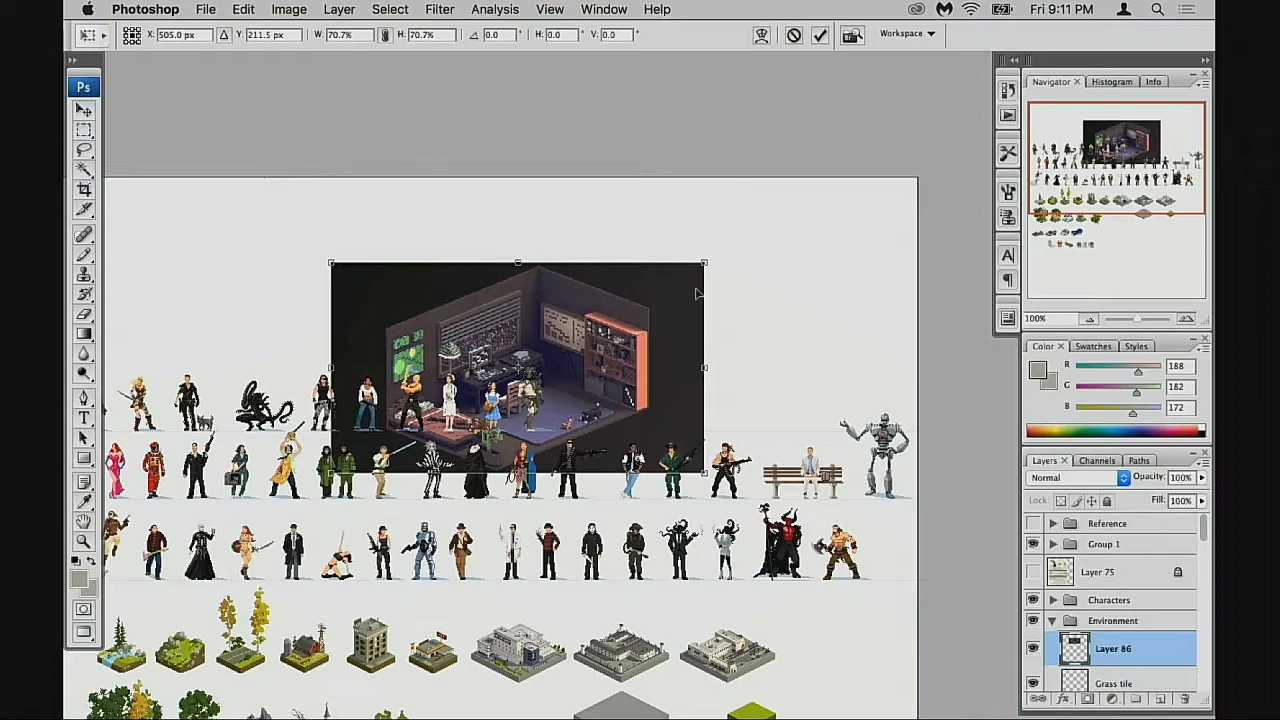 Photoshop File Edit Image Layer Select Filter Analysis View Window Help Fri 9:11 PM
X: 505.0 px Y: 211.5 px W: 70.7% H: 70.7% 0.0 ° H: 0.0 ° V: 0.0 ° Workspace
Ps
Navigator Histogram Info
100%
Color Swatches Styles
R 188
G 182
B 172
Layers Channels Paths
Normal Opacity: 100%
Lock: Fill: 100%
Reference
Group 1
Layer 75
Characters
Environment
Layer 86
Grass tile